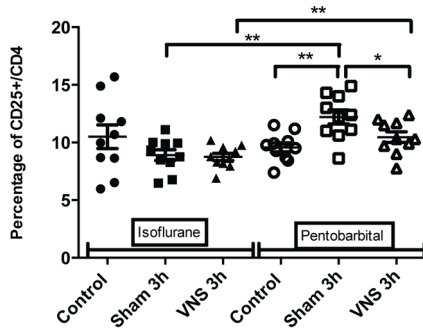 **
**
**
*
Percentage of CD25+/CD4
20
15
10
5
0
Isoflurane
Pentobarbital
Control
Sham 3h
VNS 3h
Control
Sham 3h
VNS 3h